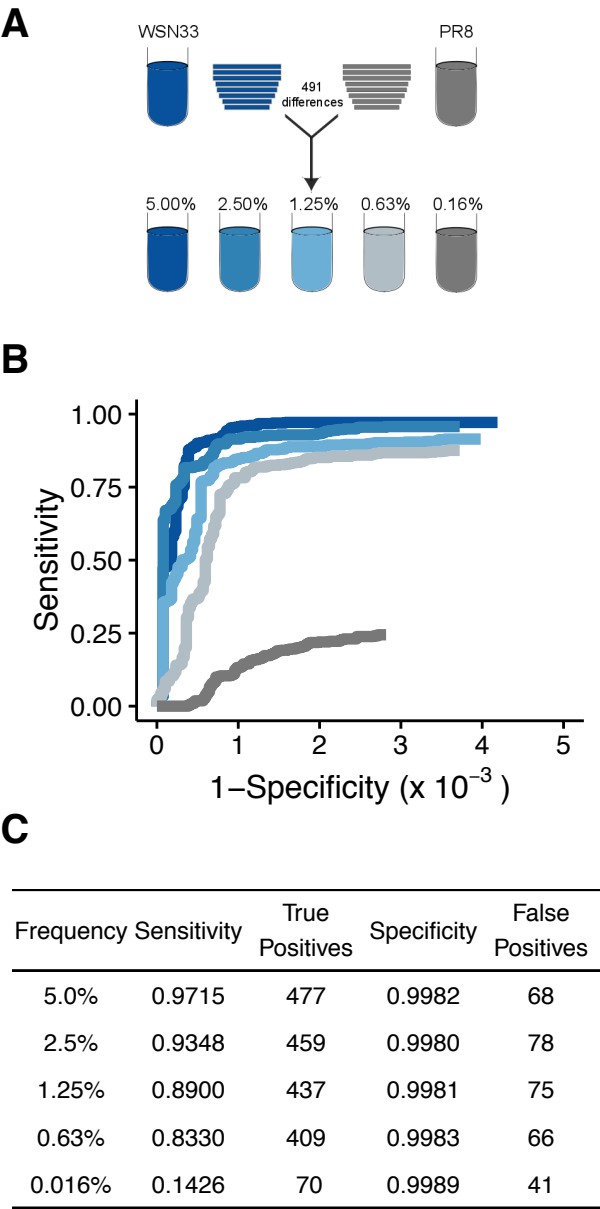 A
WSN33
PR8
491
differences
5.00% 2.50% 1.25% 0.63% 0.16%
B
1.00
0.75
0.50
0.25
0.00
Sensitivity
0 1 2 3 4 5
1−Specificity (x 10⁻³ )
C
Frequency Sensitivity True Positives Specificity False Positives
5.0% 0.9715 477 0.9982 68
2.5% 0.9348 459 0.9980 78
1.25% 0.8900 437 0.9981 75
0.63% 0.8330 409 0.9983 66
0.016% 0.1426 70 0.9989 41